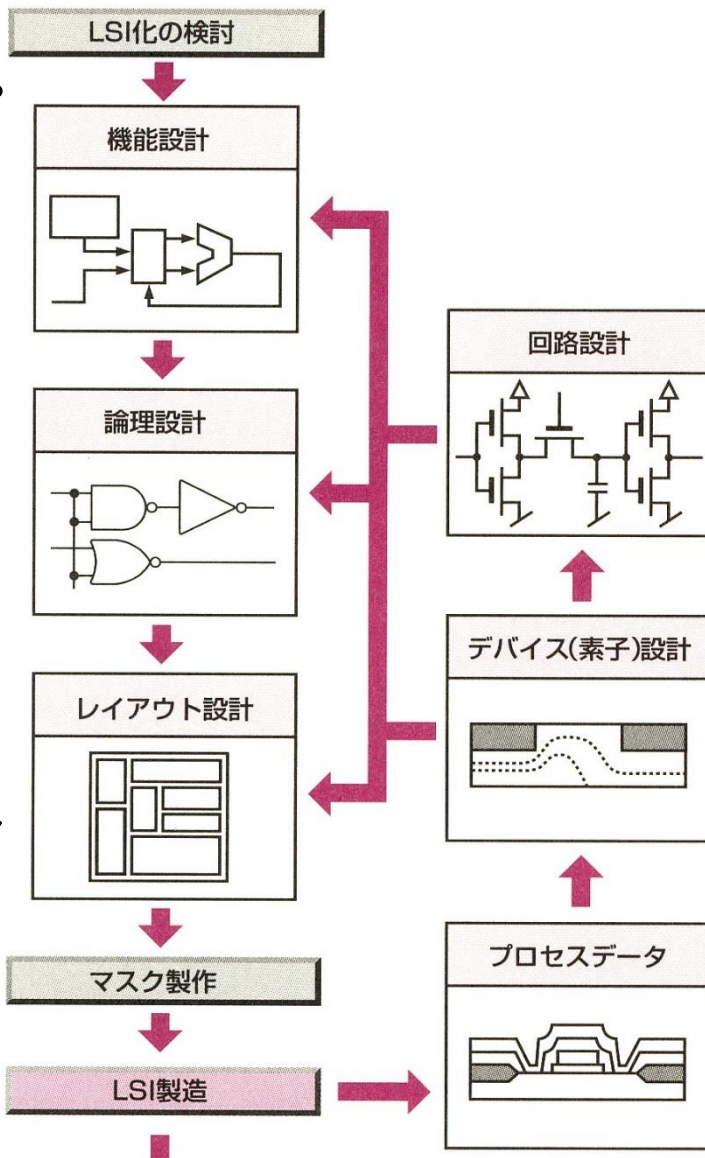 LSI化の検討
機能設計
論理設計
レイアウト設計
マスク製作
LSI製造
回路設計
デバイス(素子)設計
プロセスデータ